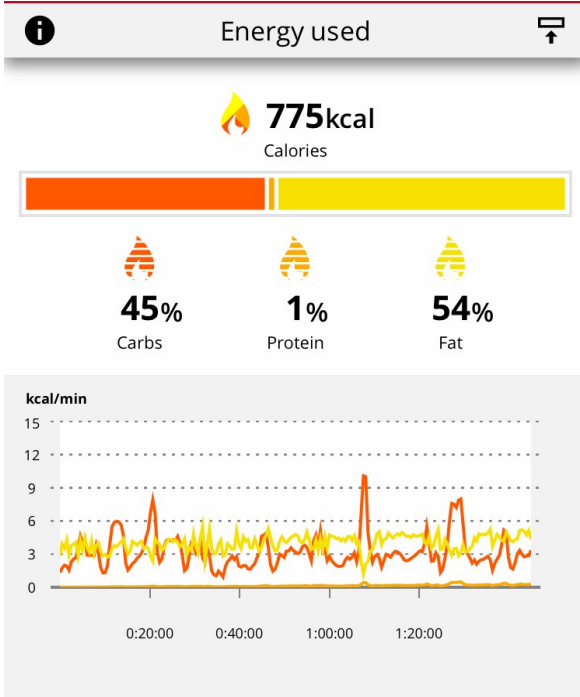 Energy used
775kcal
Calories
45% 1% 54%
Carbs Protein Fat
kcal/min
15
12
9
6
3
0
0:20:00 0:40:00 1:00:00 1:20:00